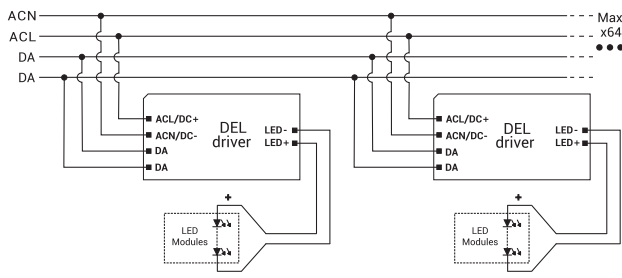 ACN
ACL
DA
DA
Max
x64
ACL/DC+
ACN/DC-
DA
DA
DEL
driver
LED-
LED+
ACL/DC+
ACN/DC-
DA
DA
DEL
driver
LED-
LED+
+
LED
Modules
+
LED
Modules